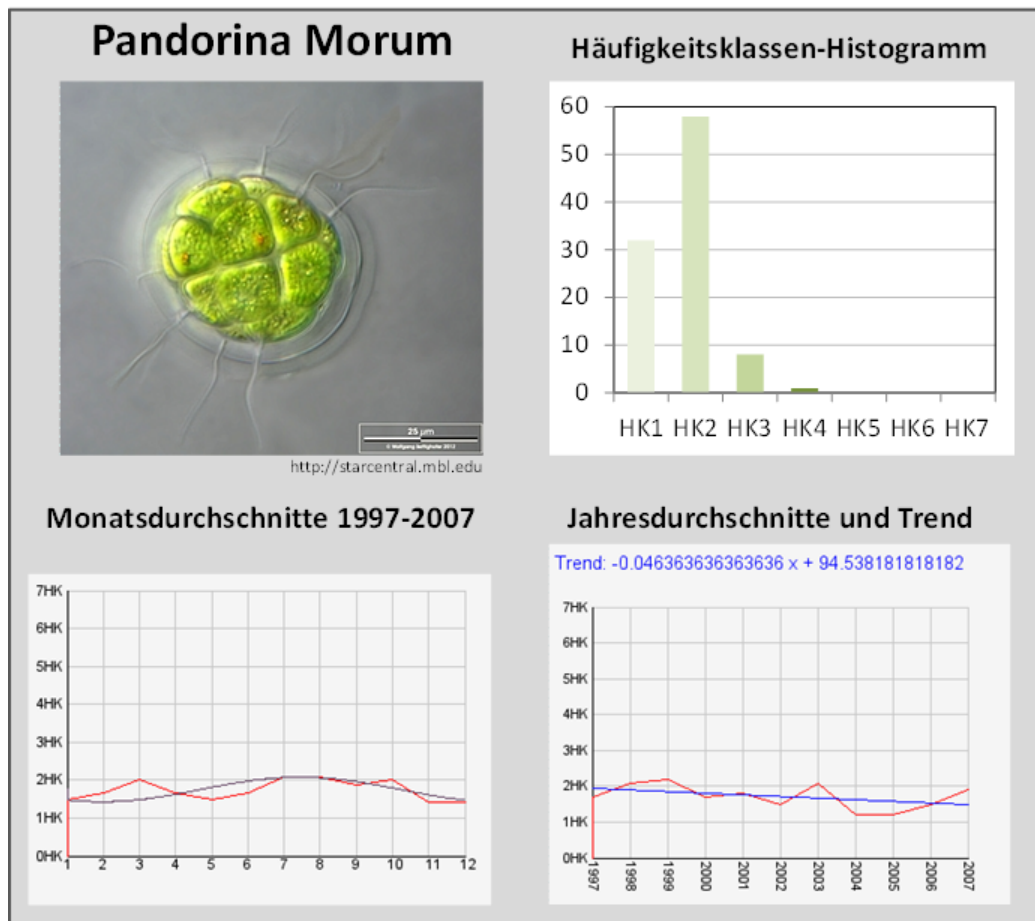 Pandorina Morum
25 µm
© Wolfgang Bettighofer 2012
http://starcentral.mbl.edu
Häufigkeitsklassen-Histogramm
60
50
40
30
20
10
0
HK1 HK2 HK3 HK4 HK5 HK6 HK7
Monatsdurchschnitte 1997-2007
7HK
6HK
5HK
4HK
3HK
2HK
1HK
0HK
1 2 3 4 5 6 7 8 9 10 11 12
Jahresdurchschnitte und Trend
Trend: -0.046363636363636 x + 94.538181818182
7HK
6HK
5HK
4HK
3HK
2HK
1HK
0HK
1997 1998 1999 2000 2001 2002 2003 2004 2005 2006 2007